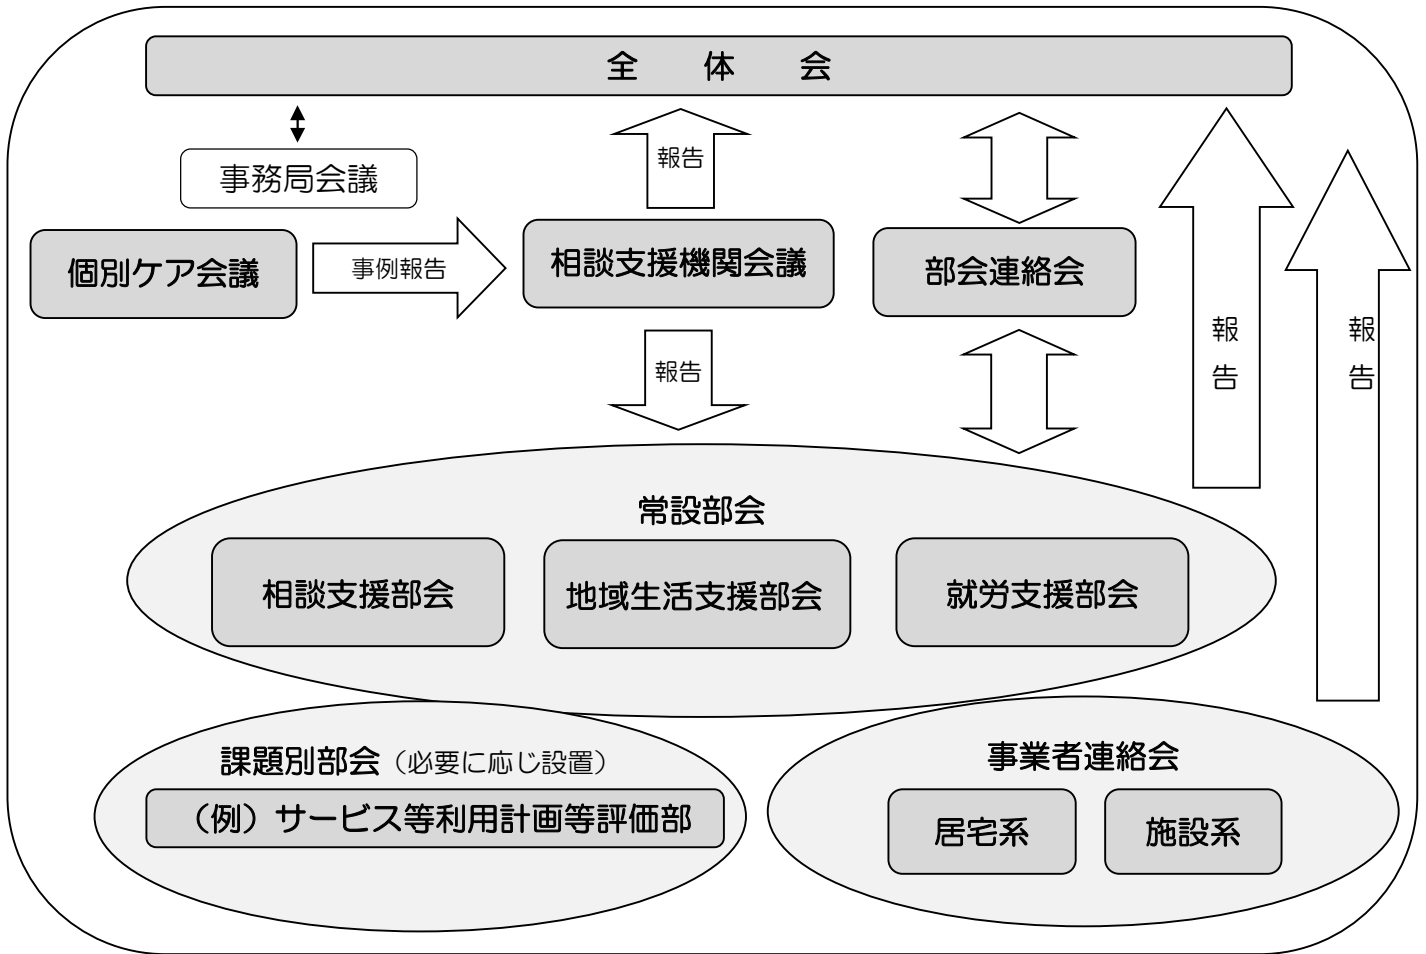 全　体　会
報告
事務局会議
個別ケア会議
事例報告
相談支援機関会議
部会連絡会
報告
報告
報告
常設部会
相談支援部会
地域生活支援部会
就労支援部会
課題別部会（必要に応じ設置）
（例）サービス等利用計画等評価部
事業者連絡会
居宅系
施設系